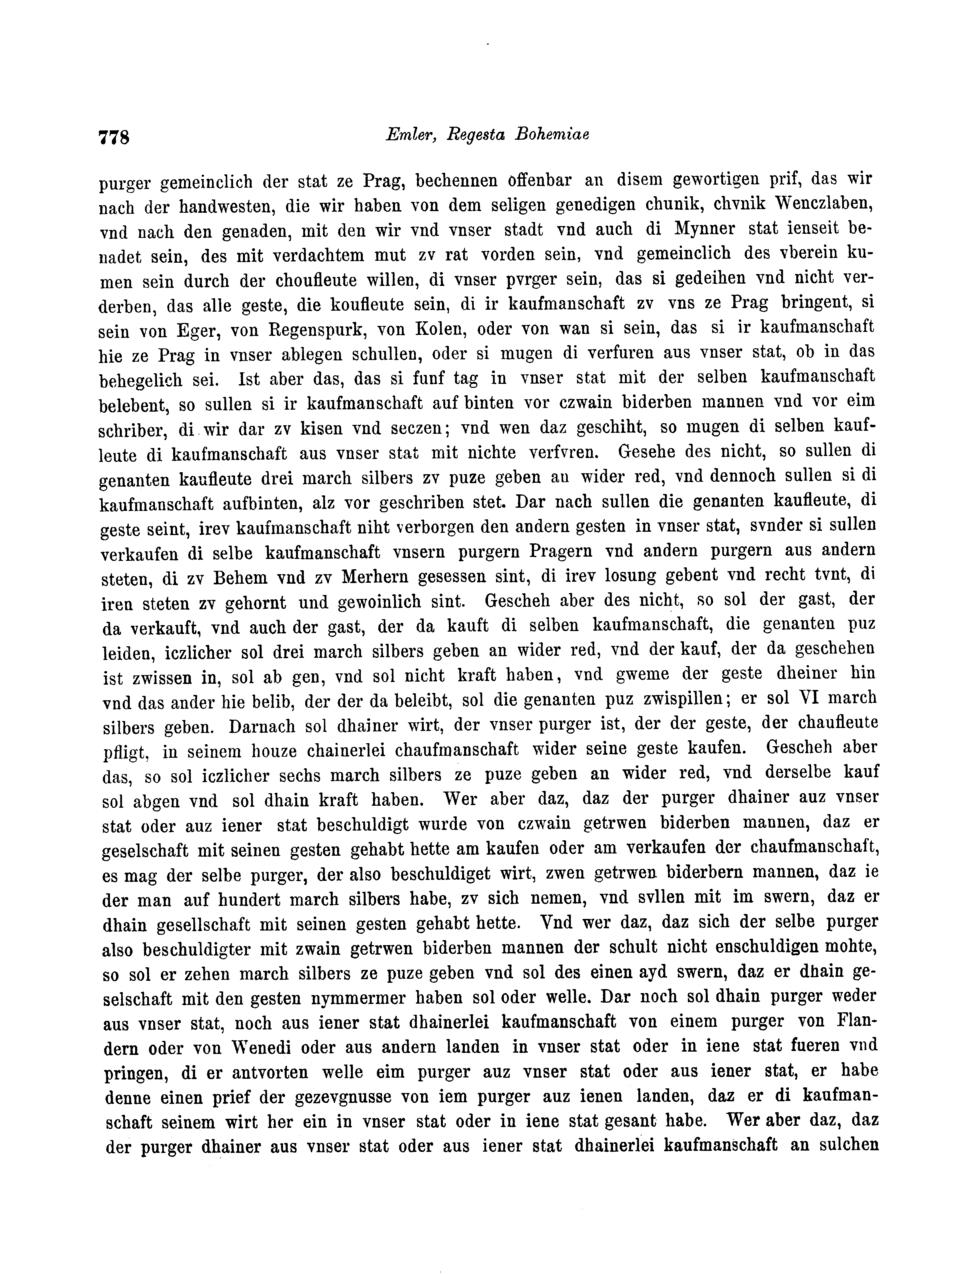 778
Emler, Regesta Bohemiae
purger gemeinclich der stat ze Prag, bechennen offenbar an disem gewortigen prif, das wir
nach der handwesten, die wir haben von dem seligen genedigen chunik, chvnik Wenczlaben,
vnd nach den genaden, mit den wir vnd vnser stadt vnd auch di Mynner stat ienseit be-
nadet sein, des mit verdachtem mut zv rat vorden sein, vnd gemeinclich des vberein ku-
men sein durch der choufleute willen, di vnser pvrger sein, das si gedeihen vnd nicht ver-
derben, das alle geste, die koufleute sein, di ir kaufmanschaft zv vns ze Prag bringent, si
sein von Eger, von Regenspurk, von Kolen, oder von wan si sein, das si ir kaufmanschaft
hie ze Prag in vnser ablegen schullen, oder si mugen di verfuren aus vnser stat, ob in das
behegelich sei. Ist aber das, das si funf tag in vnser stat mit der selben kaufmanschaft
belebent, so sullen si ir kaufmanschaft auf binten vor czwain biderben mannen vnd vor eim
schriber, di wir dar zv kisen vnd seczen; vnd wen daz geschiht, so mugen di selben kauf-
leute di kaufmanschaft aus vnser stat mit nichte verfvren. Gesehe des nicht, so sullen di
genanten kaufleute drei march silbers zv puze geben an wider red, vnd dennoch sullen si di
kaufmanschaft aufbinten, alz vor geschriben stet. Dar nach sullen die genanten kaufleute, di
geste seint, irev kaufmanschaft niht verborgen den andern gesten in vnser stat, svnder si sullen
verkaufen di selbe kaufmanschaft vnsern purgern Pragern vnd andern purgern aus andern
steten, di zv Behem vnd zv Merhern gesessen sint, di irev losung gebent vnd recht tvnt, di
iren steten zv gehornt und gewoinlich sint. Gescheh aber des nicht, so sol der gast, der
da verkauft, vnd auch der gast, der da kauft di selben kaufmanschaft, die genanten puz
leiden, iczlicher sol drei march silbers geben an wider red, vnd der kauf, der da geschehen
ist zwissen in, sol ab gen, vnd sol nicht kraft haben, vnd gweme der geste dheiner hin
vnd das ander hie belib, der der da beleibt, sol die genanten puz zwispillen; er sol VI march
silbers geben. Darnach sol dhainer wirt, der vnser purger ist, der der geste, der chaufleute
pfligt, in seinem houze chainerlei chaufmanschaft wider seine geste kaufen. Gescheh aber
das, so sol iczlicher sechs march silbers ze puze geben an wider red, vnd derselbe kauf
sol abgen vnd sol dhain kraft haben. Wer aber daz, daz der purger dhainer auz vnser
stat oder auz iener stat beschuldigt wurde von czwain getrwen biderben mannen, daz er
geselschaft mit seinen gesten gehabt hette am kaufen oder am verkaufen der chaufmanschaft,
es mag der selbe purger, der also beschuldiget wirt, zwen getrwen biderbern mannen, daz ie
der man auf hundert march silbers habe, zv sich nemen, vnd svllen mit im swern, daz er
dhain gesellschaft mit seinen gesten gehabt hette. Vnd wer daz, daz sich der selbe purger
also beschuldigter mit zwain getrwen biderben mannen der schult nicht enschuldigen mohte,
so sol er zehen march silbers ze puze geben vnd sol des einen ayd swern, daz er dhain ge-
selschaft mit den gesten nymmermer haben sol oder welle. Dar noch sol dhain purger weder
aus vnser stat, noch aus iener stat dhainerlei kaufmanschaft von einem purger von Flan-
dern oder von Wenedi oder aus andern landen in vnser stat oder in iene stat fueren vnd
pringen, di er antvorten welle eim purger auz vnser stat oder aus iener stat, er habe
denne einen prief der gezevgnusse von iem purger auz ienen landen, daz er di kaufman-
schaft seinem wirt her ein in vnser stat oder in iene stat gesant habe. Wer aber daz, daz
der purger dhainer aus vnser stat oder aus iener stat dhainerlei kaufmanschaft an sulchen